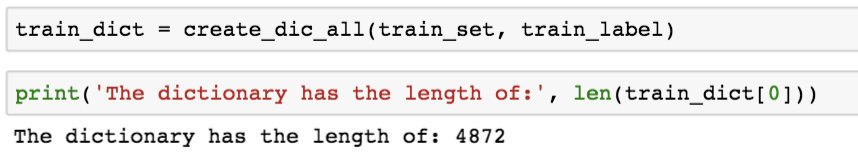 train_dict = create_dic_all(train_set, train_label)
print('The dictionary has the length of:', len(train_dict[0]))
The dictionary has the length of: 4872